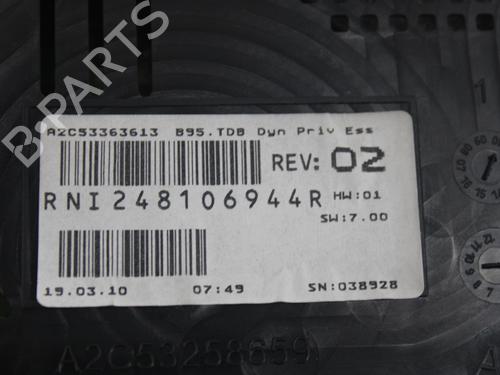 A2C53363613 B95.TDB Dyn Priv Ess
REV: 02
RNI248106944R
HW:01
SW:7.00
19.03.10 07:49 SN:038928
A2C53258659
B-PARTS